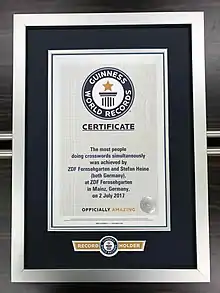 GUINNESS
WORLD RECORDS
CERTIFICATE
The most people
doing crosswords simultaneously
was achieved by
ZDF Fernsehgarten and Stefan Heine
(both Germany),
at ZDF Fernsehgarten
in Mainz, Germany,
on 2 July 2017
OFFICIALLY AMAZING
RECORD HOLDER